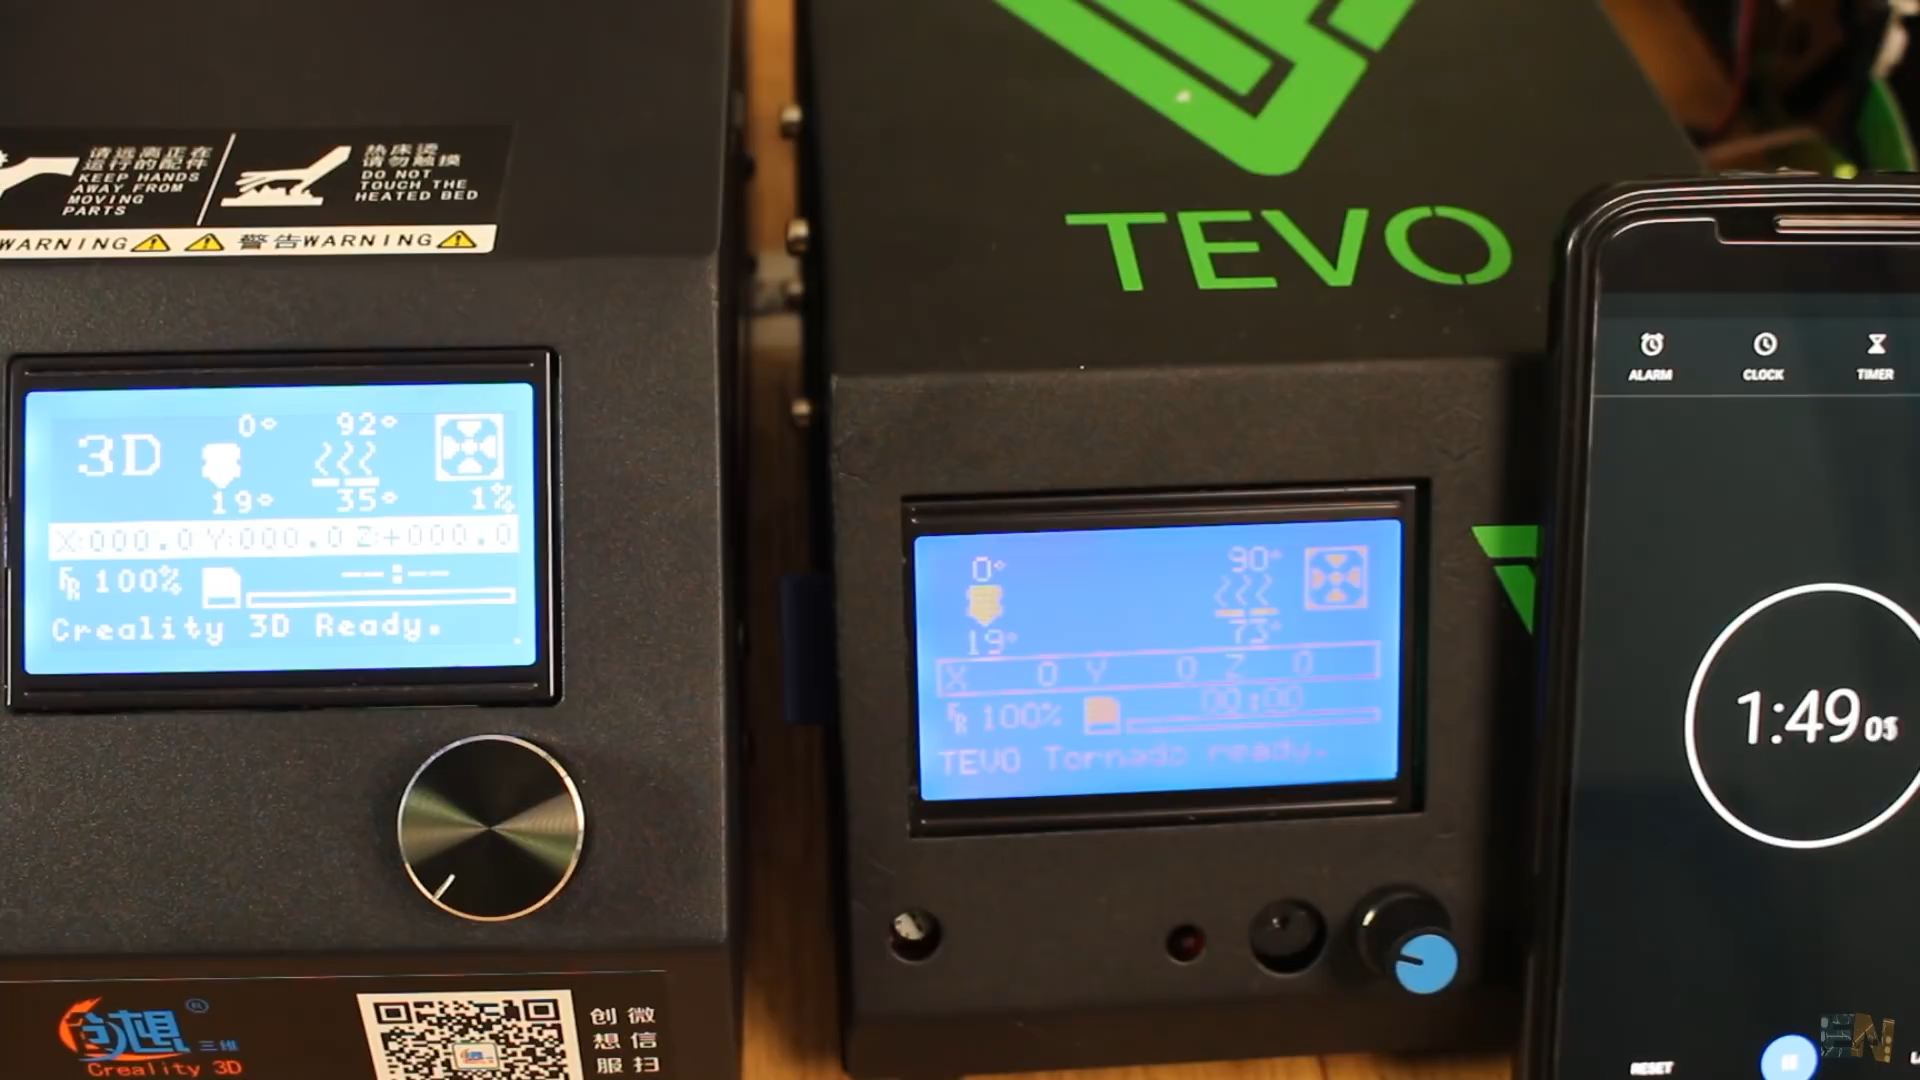 请远离正在
运行的配件
KEEP HANDS
AWAY FROM
MOVING
PARTS
热床烫
请勿触摸
DO NOT
TOUCH THE
HEATED BED
WARNING
警告WARNING
3D
0°
92°
19°
35°
1%
X:000.0 Y:000.0 Z:+000.0
FR 100%
--:--
Creality 3D Ready.
创想
三维
Creality 3D
创微
想信
服扫
TEVO
0°
90°
19°
73°
X 0 Y 0 Z 0
00:00
FR 100%
TEVO Tornado ready.
ALARM
CLOCK
TIMER
1:49 05
RESET
EN